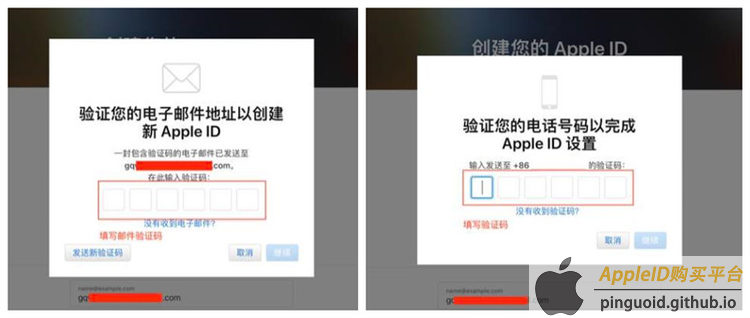 创建您的
验证您的电子邮件地址以创建
新 Apple ID
一封包含验证码的电子邮件已发送至
gq .com。
在此输入验证码:
没有收到电子邮件?
填写邮件验证码
发送新验证码
取消
继续
name@example.com
.com
创建您的 Apple ID
验证您的电话号码以完成
Apple ID 设置
输入发送至 +86 的验证码:
没有收到验证码?
填写验证码
取消
继续
name@example.com
.com
AppleID购买平台
pinguoid.github.io